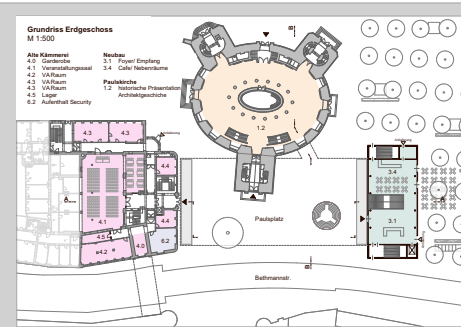 Grundriss Erdgeschoss
M 1:500
Alte Kämmerei
4.0 Garderobe
4.1 Veranstaltungssaal
4.2 VA Raum
4.3 VA Raum
4.3 VA Raum
4.5 Lager
6.2 Aufenthalt Security
Neubau
3.1 Foyer/ Empfang
3.4 Cafe/ Nebenräume
Paulskirche
1.2 historische Präsentation
Architekturgeschichte
B
1.2
4.3
4.3
4.4
4.1
4.4
4.5
4.2
4.0
6.2
A
3.4
3.1
A
Paulsplatz
B
Bethmannstr.